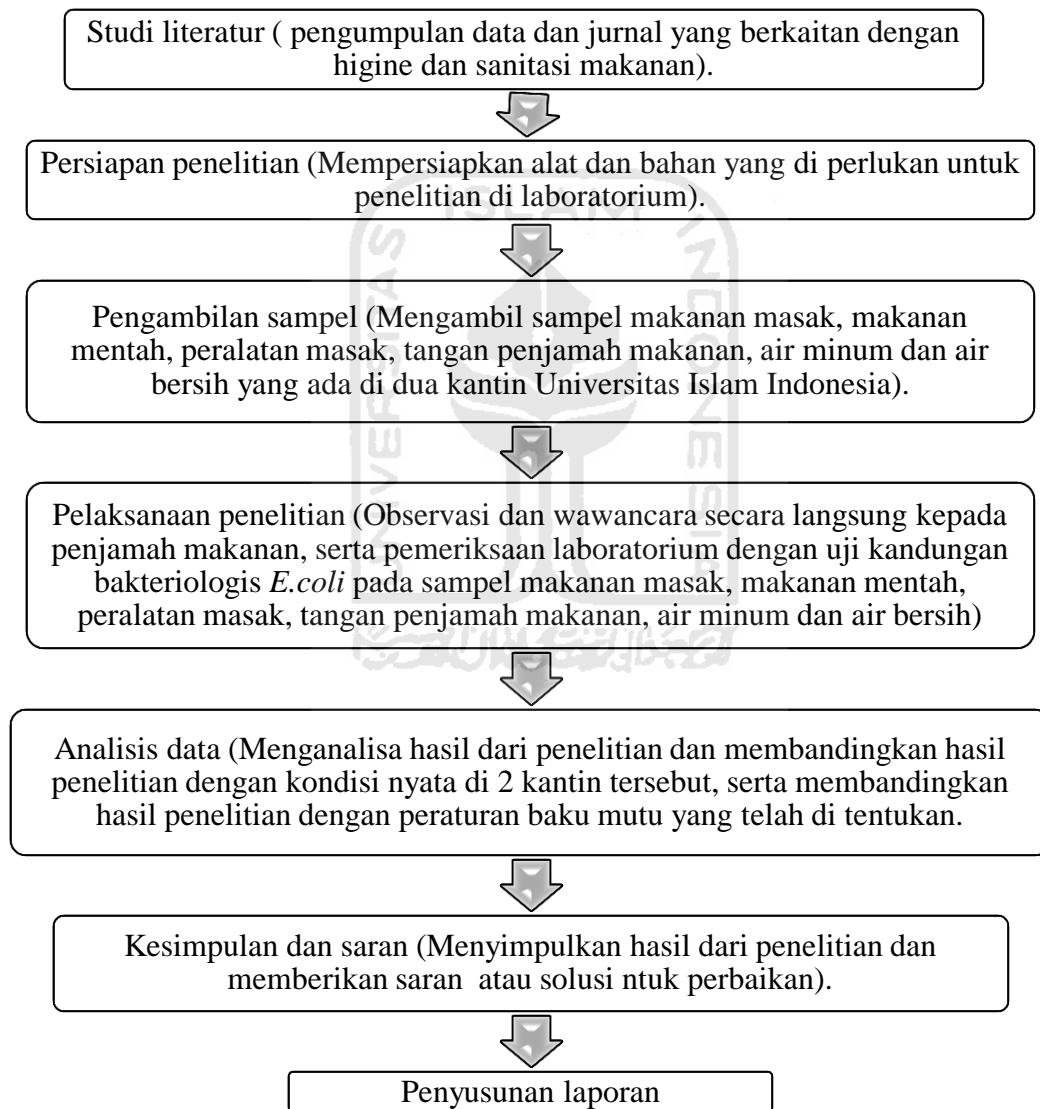 Studi literatur ( pengumpulan data dan jurnal yang berkaitan dengan
higine dan sanitasi makanan).
Persiapan penelitian (Mempersiapkan alat dan bahan yang di perlukan untuk
penelitian di laboratorium).
ISLAM
UNIVERSITAS
INDONESIA
Pengambilan sampel (Mengambil sampel makanan masak, makanan
mentah, peralatan masak, tangan penjamah makanan, air minum dan air
bersih yang ada di dua kantin Universitas Islam Indonesia).
Pelaksanaan penelitian (Observasi dan wawancara secara langsung kepada
penjamah makanan, serta pemeriksaan laboratorium dengan uji kandungan
bakteriologis E.coli pada sampel makanan masak, makanan mentah,
peralatan masak, tangan penjamah makanan, air minum dan air bersih)
Analisis data (Menganalisa hasil dari penelitian dan membandingkan hasil
penelitian dengan kondisi nyata di 2 kantin tersebut, serta membandingkan
hasil penelitian dengan peraturan baku mutu yang telah di tentukan.
Kesimpulan dan saran (Menyimpulkan hasil dari penelitian dan
memberikan saran  atau solusi ntuk perbaikan).
Penyusunan laporan